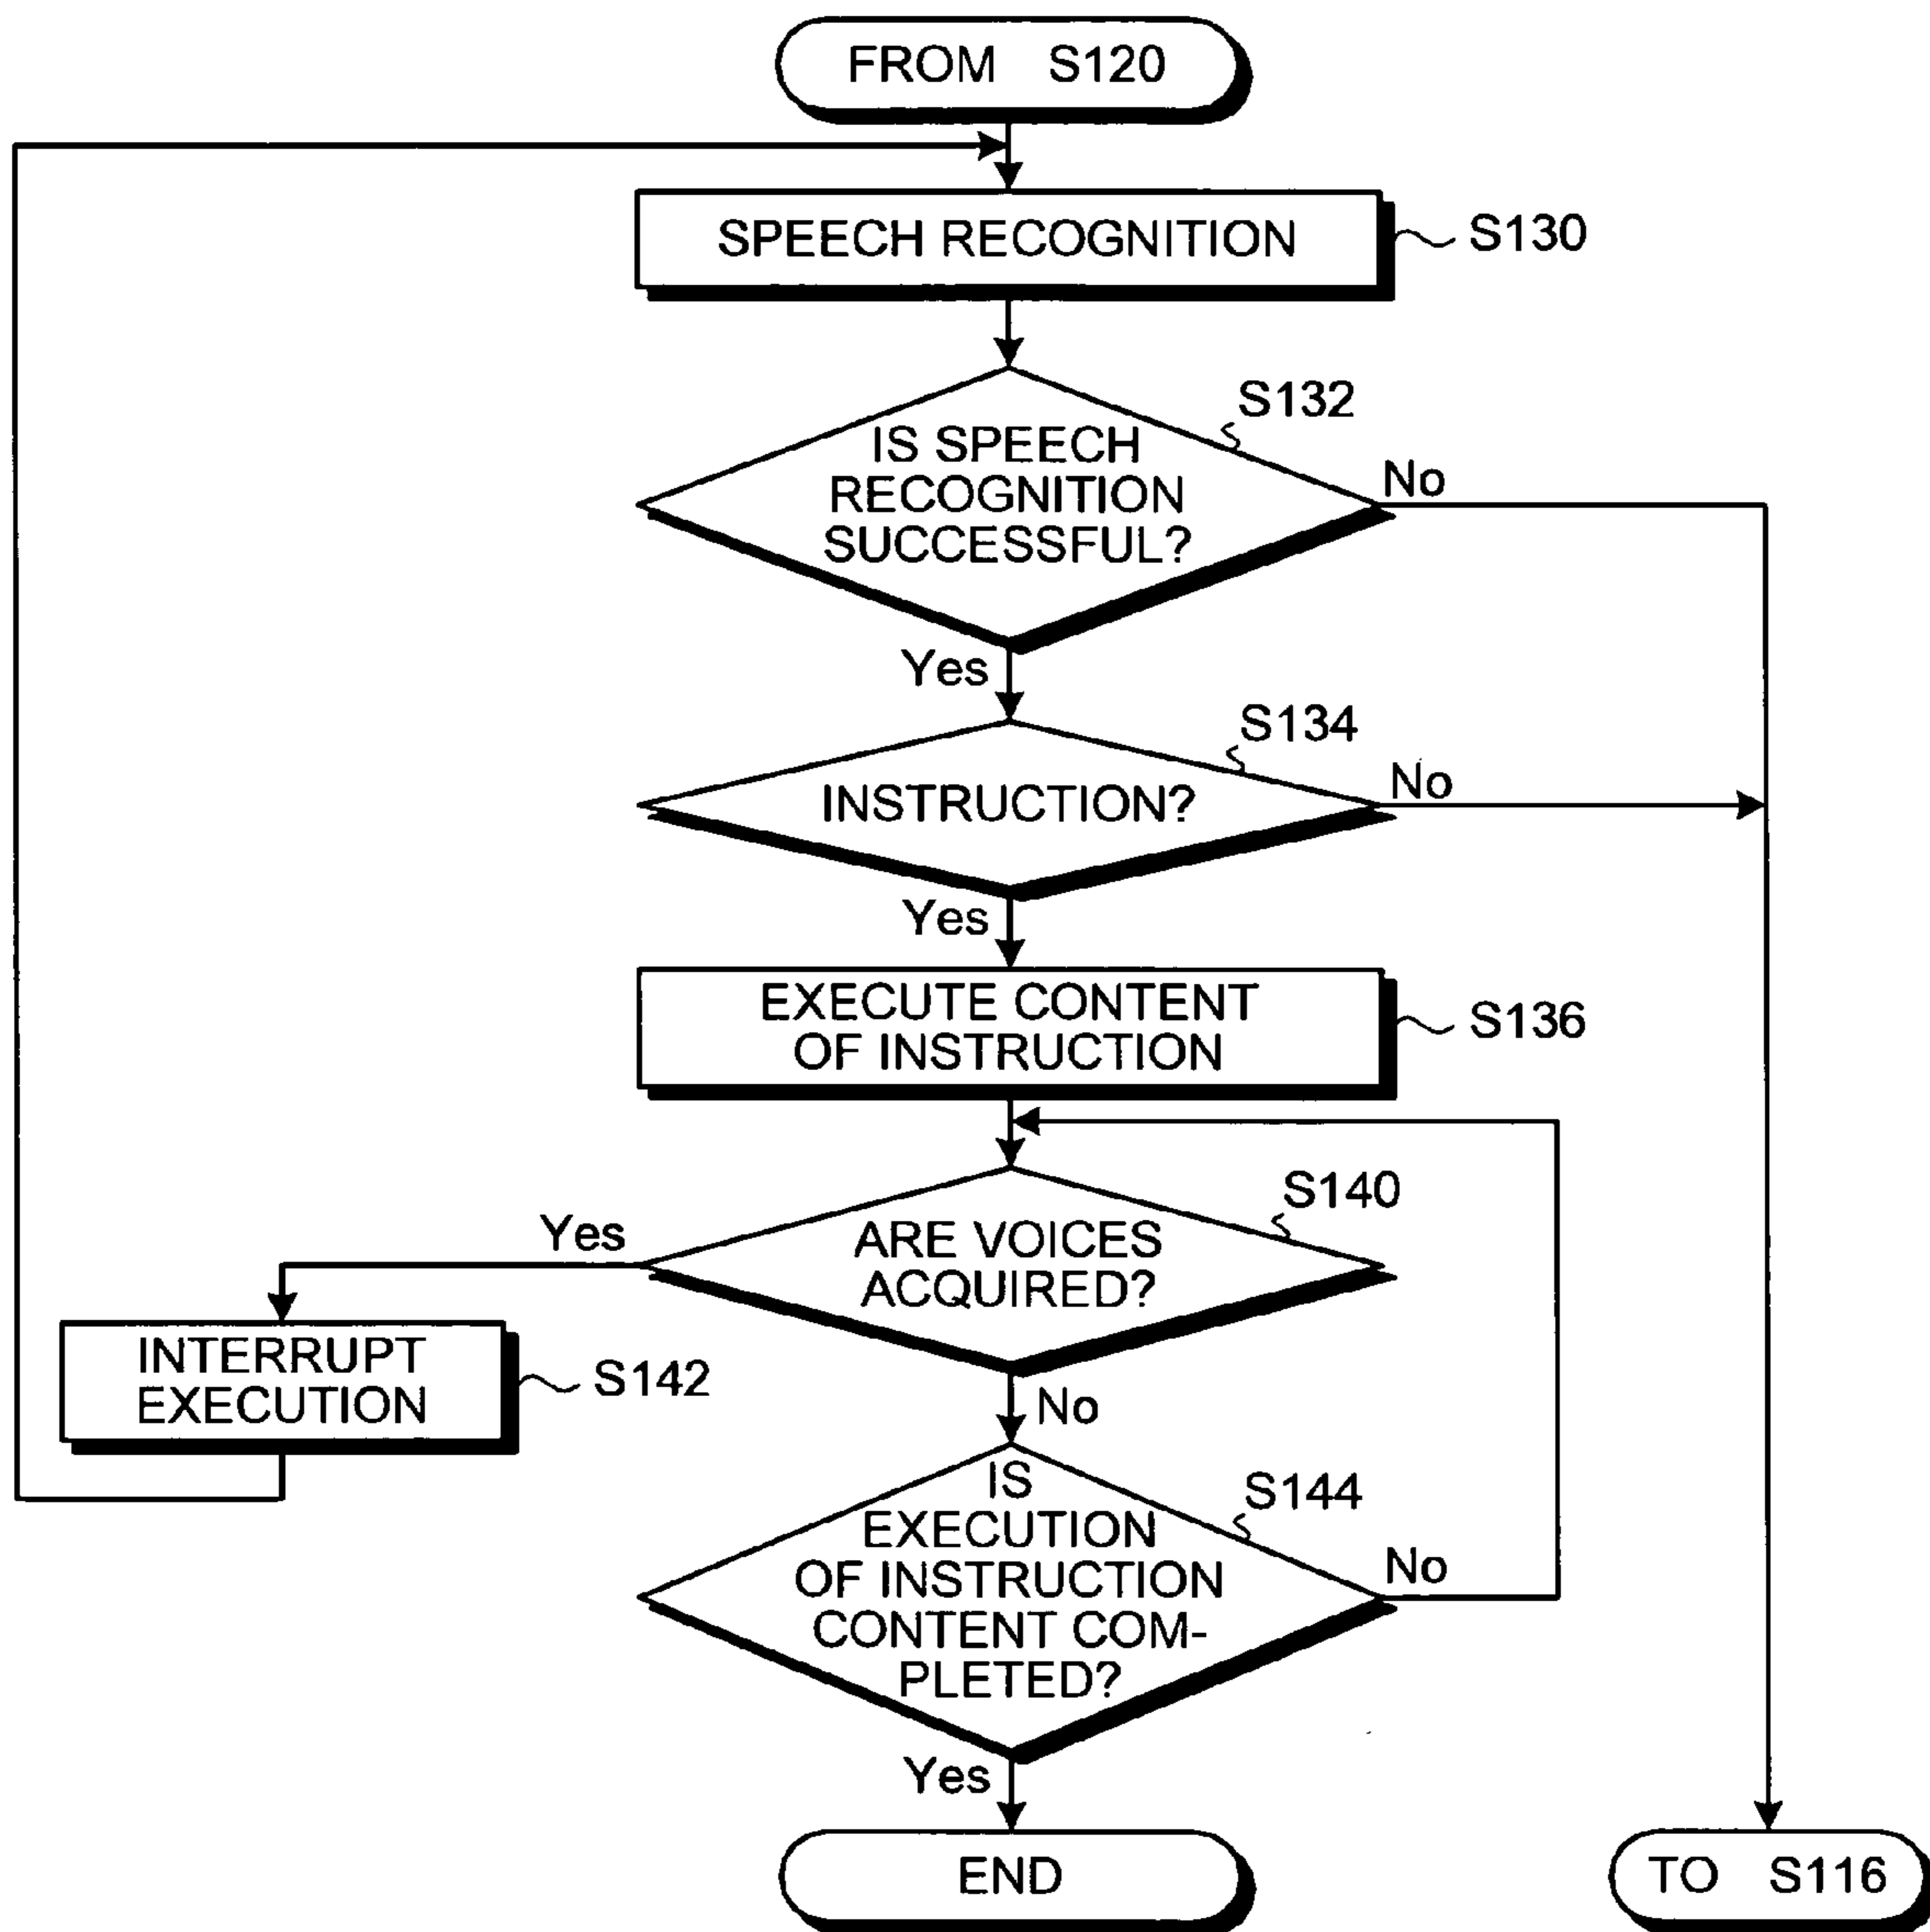 FROM S120
SPEECH RECOGNITION
S130
S132
IS SPEECH
RECOGNITION
SUCCESSFUL?
No
Yes
S134
INSTRUCTION?
No
Yes
EXECUTE CONTENT
OF INSTRUCTION
S136
S140
ARE VOICES
ACQUIRED?
Yes
INTERRUPT
EXECUTION
S142
No
S144
IS
EXECUTION
OF INSTRUCTION
CONTENT COM-
PLETED?
No
Yes
END
TO S116